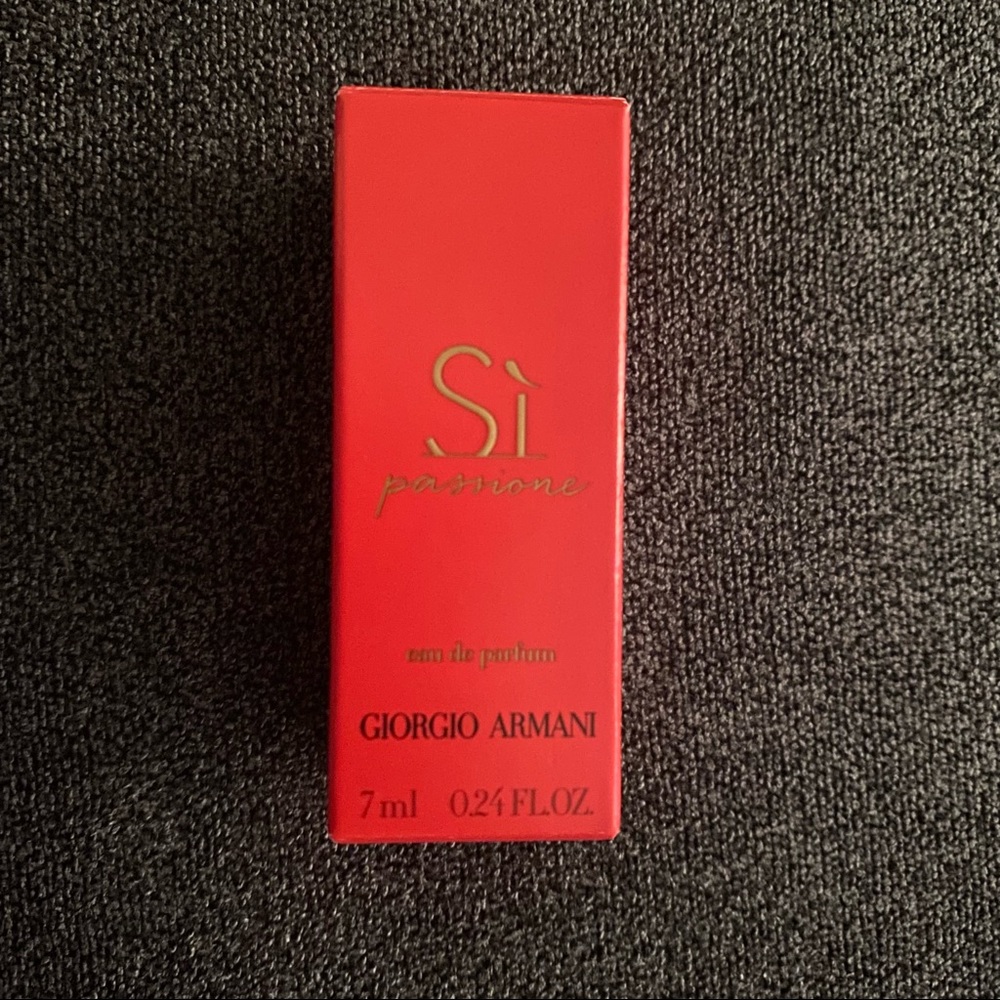 Sì
passione
eau de parfum
GIORGIO ARMANI
7 ml 0.24 FL.OZ.